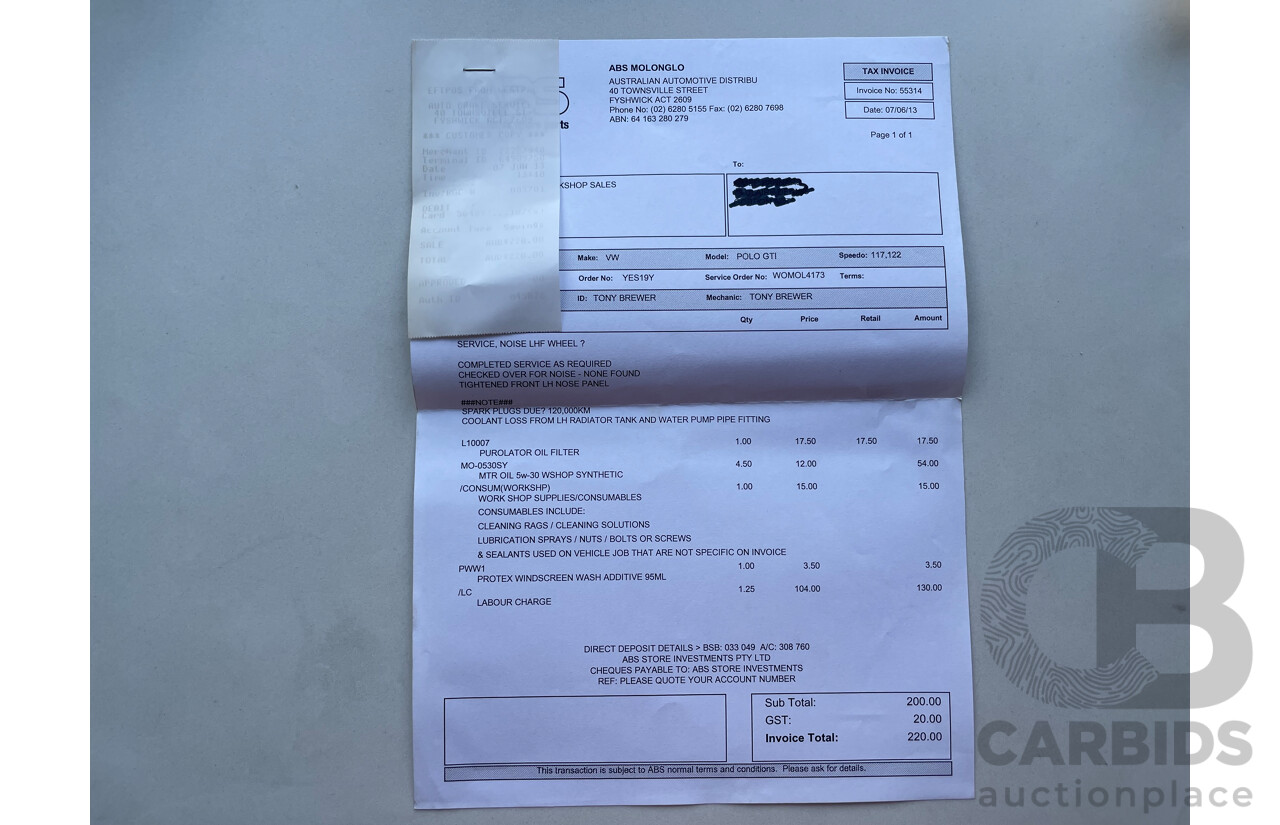 ABS MOLONGLO
AUSTRALIAN AUTOMOTIVE DISTRIBU
40 TOWNSVILLE STREET
FYSHWICK ACT 2609
Phone No: (02) 6280 5155 Fax: (02) 6280 7698
ABN: 64 163 280 279
TAX INVOICE
Invoice No: 55314
Date: 07/06/13
Page 1 of 1
ts
To:
KSHOP SALES
Make: VW Model: POLO GTI Speedo: 117,122
Order No: YES19Y Service Order No: WOMOL4173 Terms:
ID: TONY BREWER Mechanic: TONY BREWER
Qty Price Retail Amount
SALE
TOTAL
SERVICE, NOISE LHF WHEEL ?
COMPLETED SERVICE AS REQUIRED
CHECKED OVER FOR NOISE - NONE FOUND
TIGHTENED FRONT LH NOSE PANEL
###NOTE###
SPARK PLUGS DUE? 120,000KM
COOLANT LOSS FROM LH RADIATOR TANK AND WATER PUMP PIPE FITTING
L10007 1.00 17.50 17.50 17.50
PUROLATOR OIL FILTER
MO-0530SY 4.50 12.00 54.00
MTR OIL 5w-30 WSHOP SYNTHETIC
/CONSUM(WORKSHP) 1.00 15.00 15.00
WORK SHOP SUPPLIES/CONSUMABLES
CONSUMABLES INCLUDE:
CLEANING RAGS / CLEANING SOLUTIONS
LUBRICATION SPRAYS / NUTS / BOLTS OR SCREWS
& SEALANTS USED ON VEHICLE JOB THAT ARE NOT SPECIFIC ON INVOICE
PWW1 1.00 3.50 3.50
PROTEX WINDSCREEN WASH ADDITIVE 95ML
/LC 1.25 104.00 130.00
LABOUR CHARGE
DIRECT DEPOSIT DETAILS > BSB: 033 049 A/C: 308 760
ABS STORE INVESTMENTS PTY LTD
CHEQUES PAYABLE TO: ABS STORE INVESTMENTS
REF: PLEASE QUOTE YOUR ACCOUNT NUMBER
Sub Total: 200.00
GST: 20.00
Invoice Total: 220.00
This transaction is subject to ABS normal terms and conditions. Please ask for details.
CB
CARBIDS
auctionplace